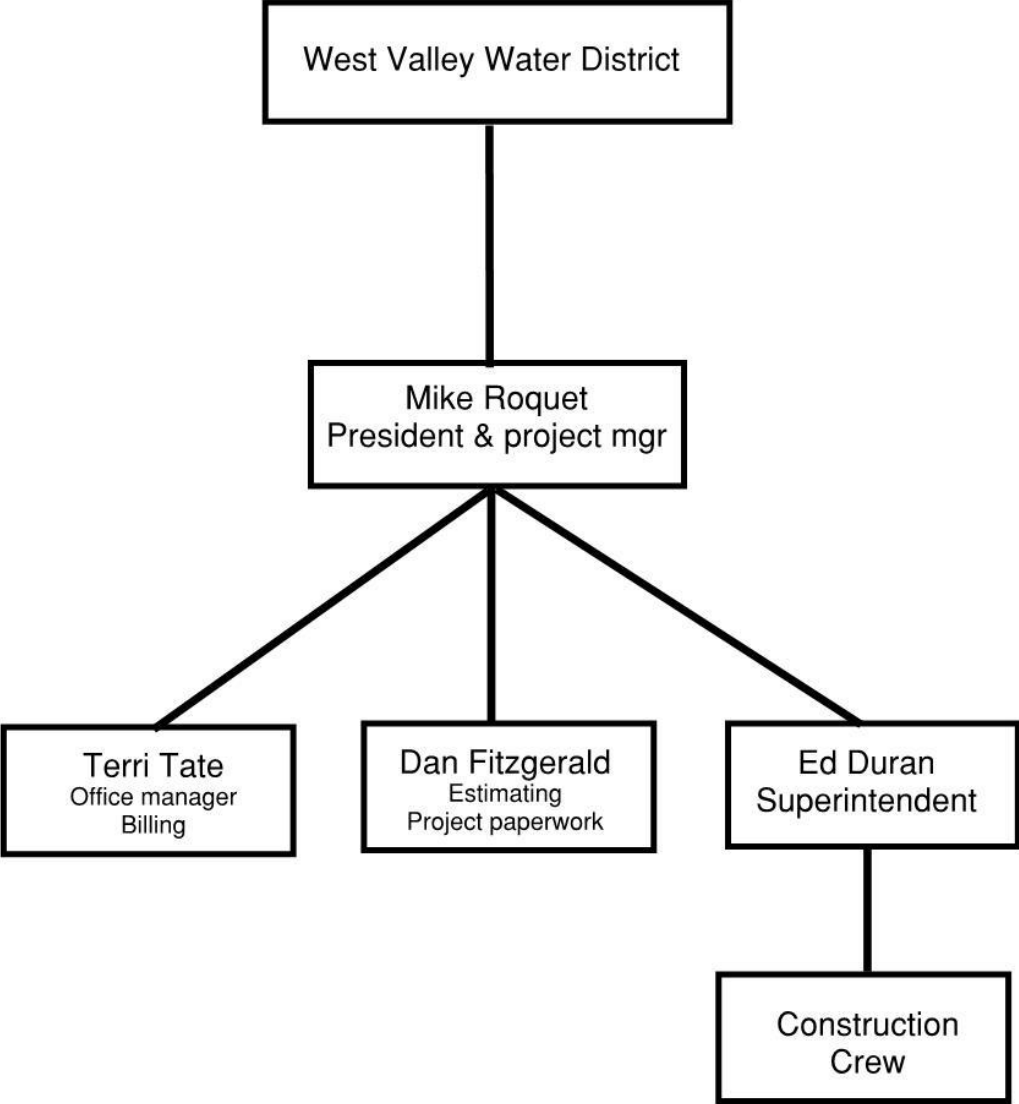 West Valley Water District
Mike Roquet
President & project mgr
Terri Tate
Office manager
Billing
Dan Fitzgerald
Estimating
Project paperwork
Ed Duran
Superintendent
Construction
Crew